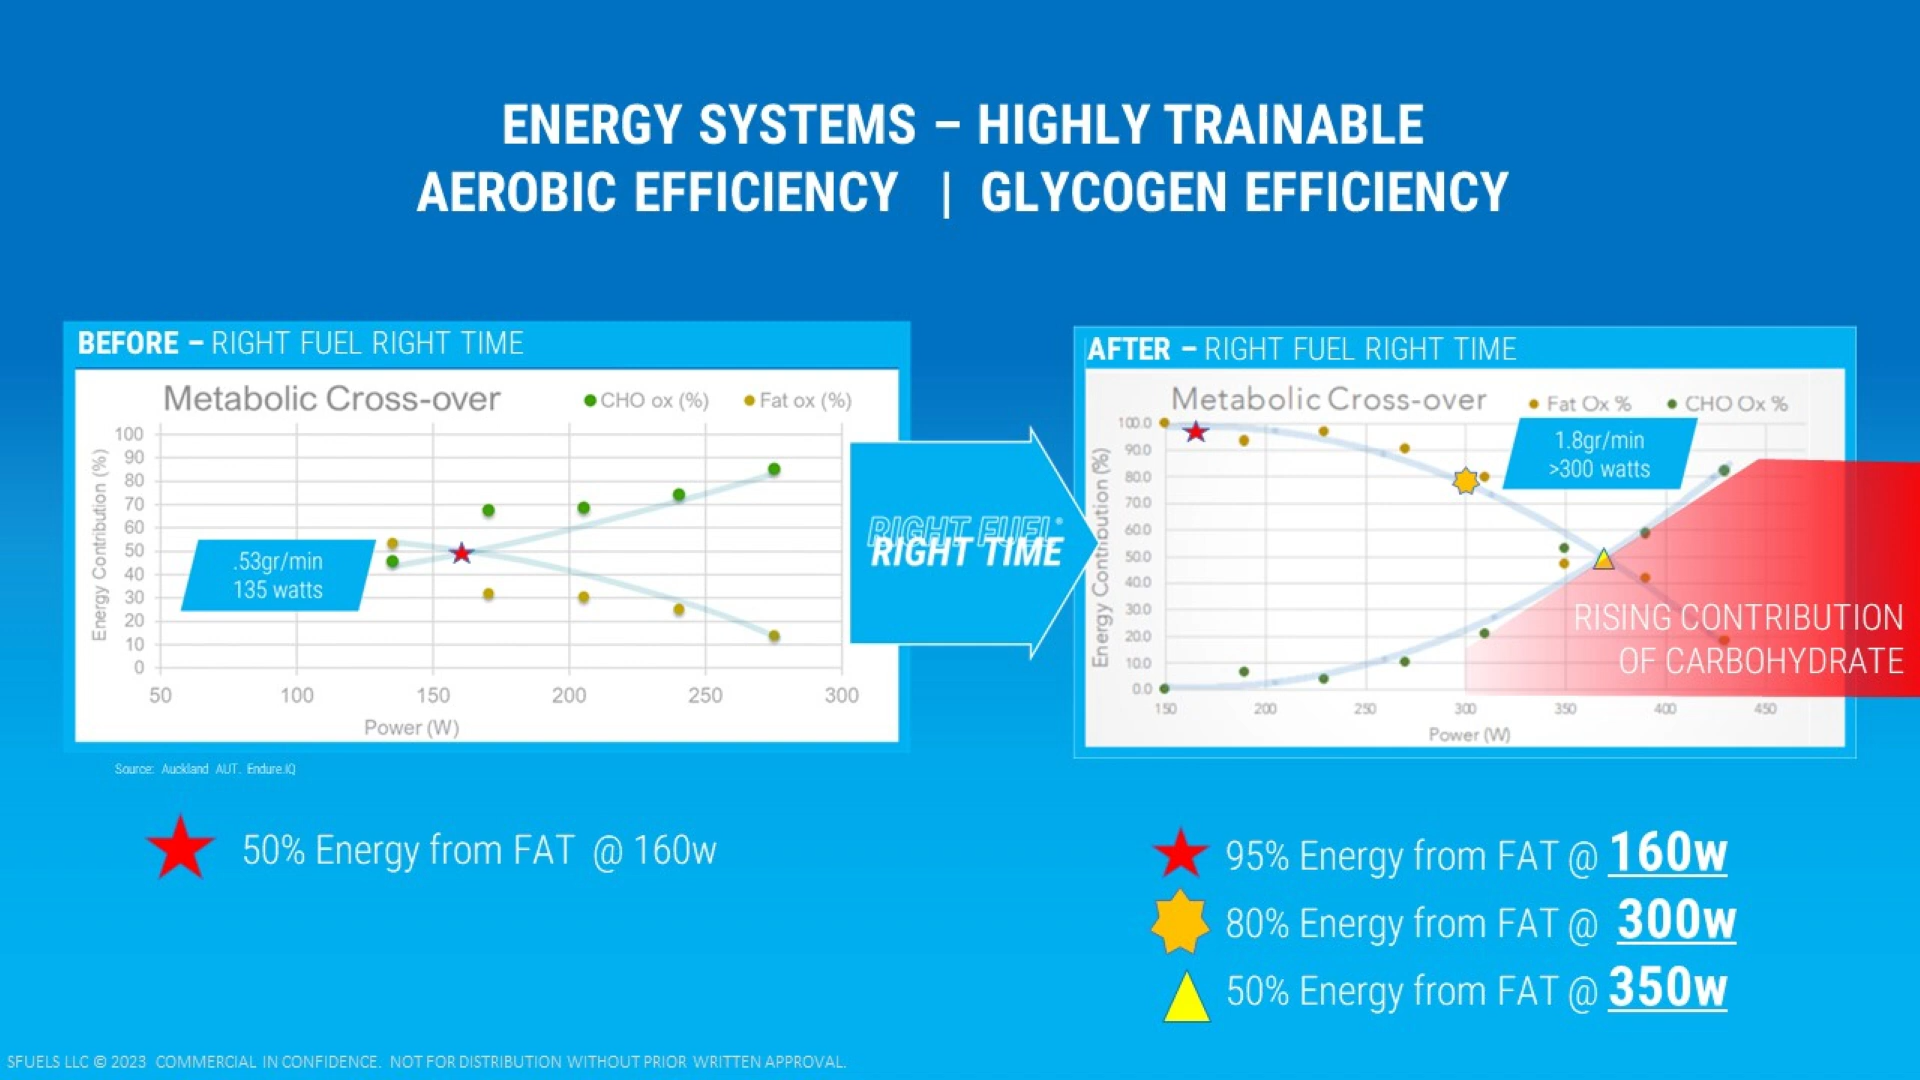 ENERGY SYSTEMS – HIGHLY TRAINABLE
AEROBIC EFFICIENCY | GLYCOGEN EFFICIENCY
BEFORE – RIGHT FUEL RIGHT TIME
Metabolic Cross-over
CHO ox (%)
Fat ox (%)
Energy Contribution (%)
100
90
80
70
60
50
40
30
20
10
0
.53gr/min
135 watts
50
100
150
200
250
300
Power (W)
Source: Auckland AUT. Endure.IQ
RIGHT FUEL®
RIGHT TIME
AFTER – RIGHT FUEL RIGHT TIME
Metabolic Cross-over
Fat Ox %
CHO Ox %
Energy Contribution (%)
100.0
90.0
80.0
70.0
60.0
50.0
40.0
30.0
20.0
10.0
0.0
1.8gr/min
>300 watts
RISING CONTRIBUTION
OF CARBOHYDRATE
150
200
250
300
350
400
450
Power (W)
50% Energy from FAT @ 160w
95% Energy from FAT @ 160w
80% Energy from FAT @ 300w
50% Energy from FAT @ 350w
SFUELS LLC © 2023 COMMERCIAL IN CONFIDENCE. NOT FOR DISTRIBUTION WITHOUT PRIOR WRITTEN APPROVAL.